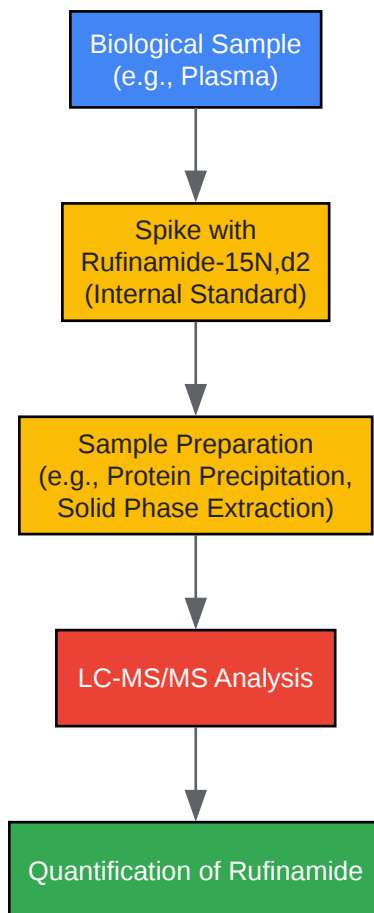 Biological Sample
(e.g., Plasma)
Spike with
Rufinamide-15N,d2
(Internal Standard)
Sample Preparation
(e.g., Protein Precipitation,
Solid Phase Extraction)
LC-MS/MS Analysis
Quantification of Rufinamide